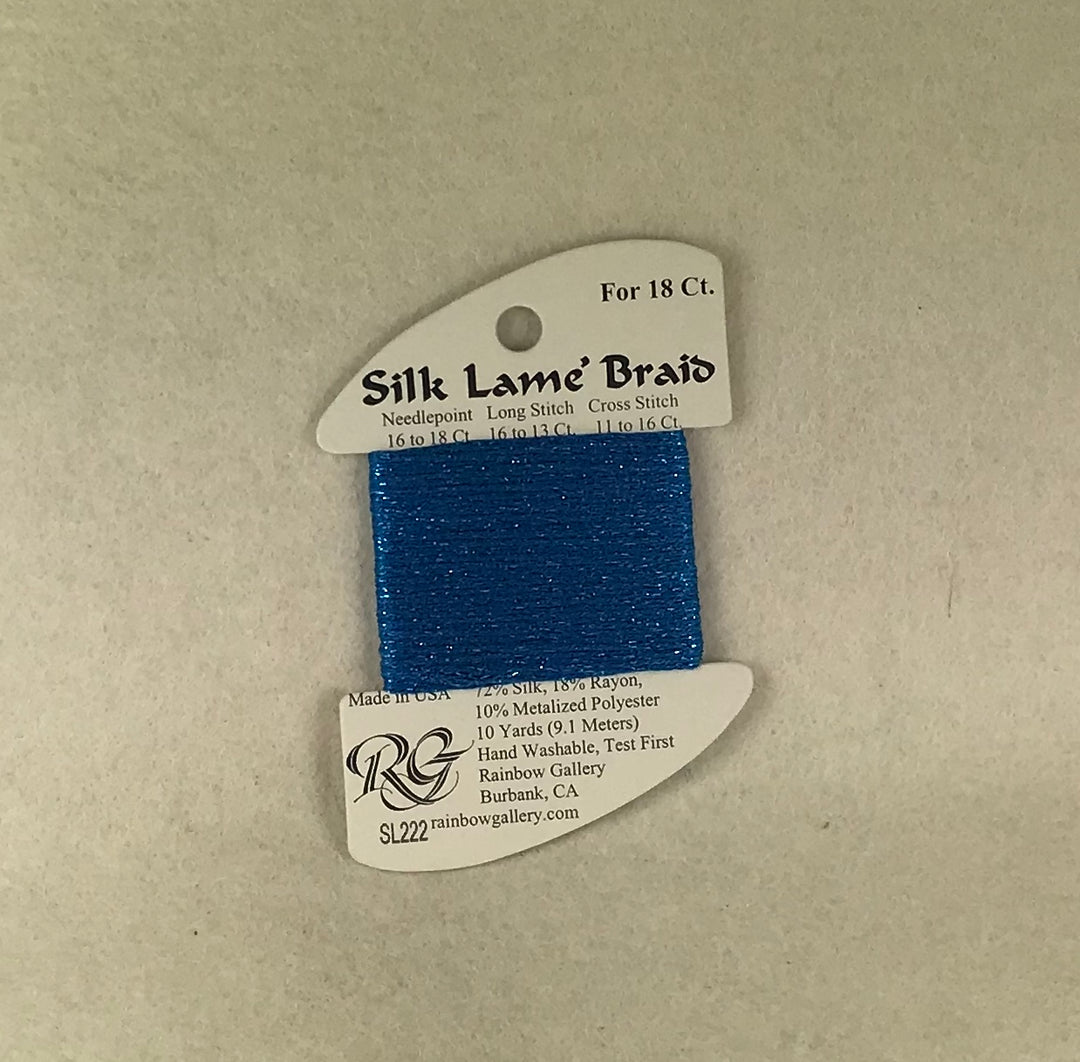 For 18 Ct.
Silk Lame' Braid
Needlepoint Long Stitch Cross Stitch
16 to 18 Ct. 16 to 13 Ct. 11 to 16 Ct.
Made in USA
72% Silk, 18% Rayon,
10% Metalized Polyester
10 Yards (9.1 Meters)
Hand Washable, Test First
Rainbow Gallery
Burbank, CA
rainbowgallery.com
RG
SL222